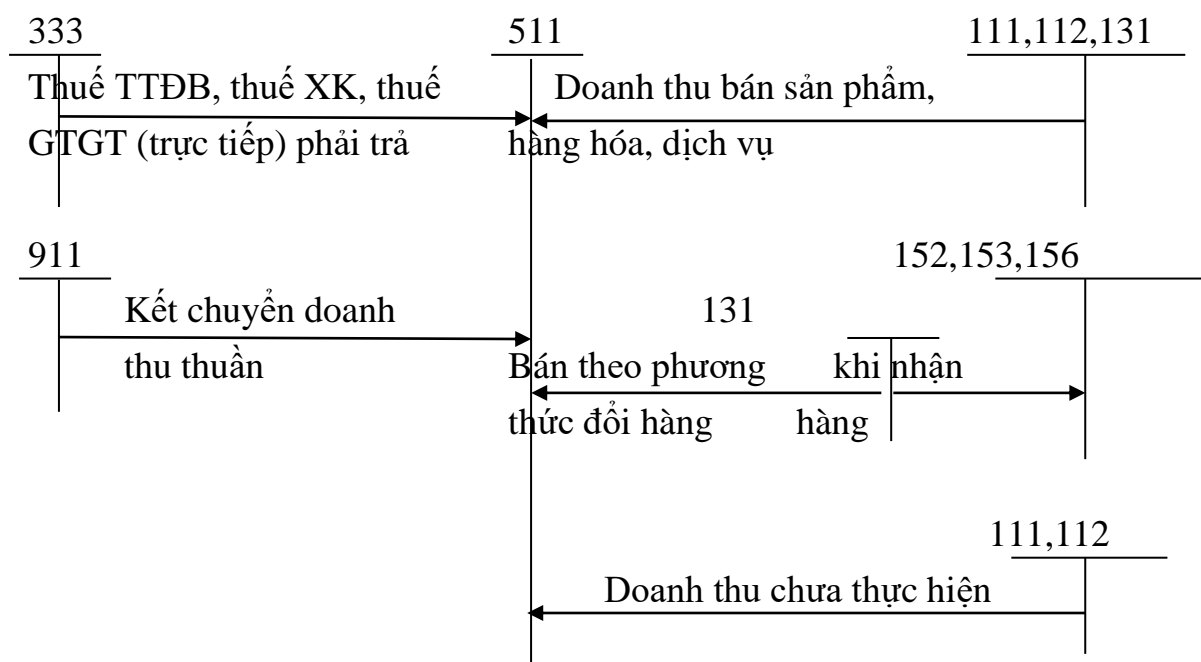 333 511 111,112,131
Thuế TTĐB, thuế XK, thuế Doanh thu bán sản phẩm,
GTGT (trực tiếp) phải trả hàng hóa, dịch vụ
911 152,153,156
Kết chuyển doanh 131
thu thuần Bán theo phương khi nhận
thức đổi hàng hàng
111,112
Doanh thu chưa thực hiện